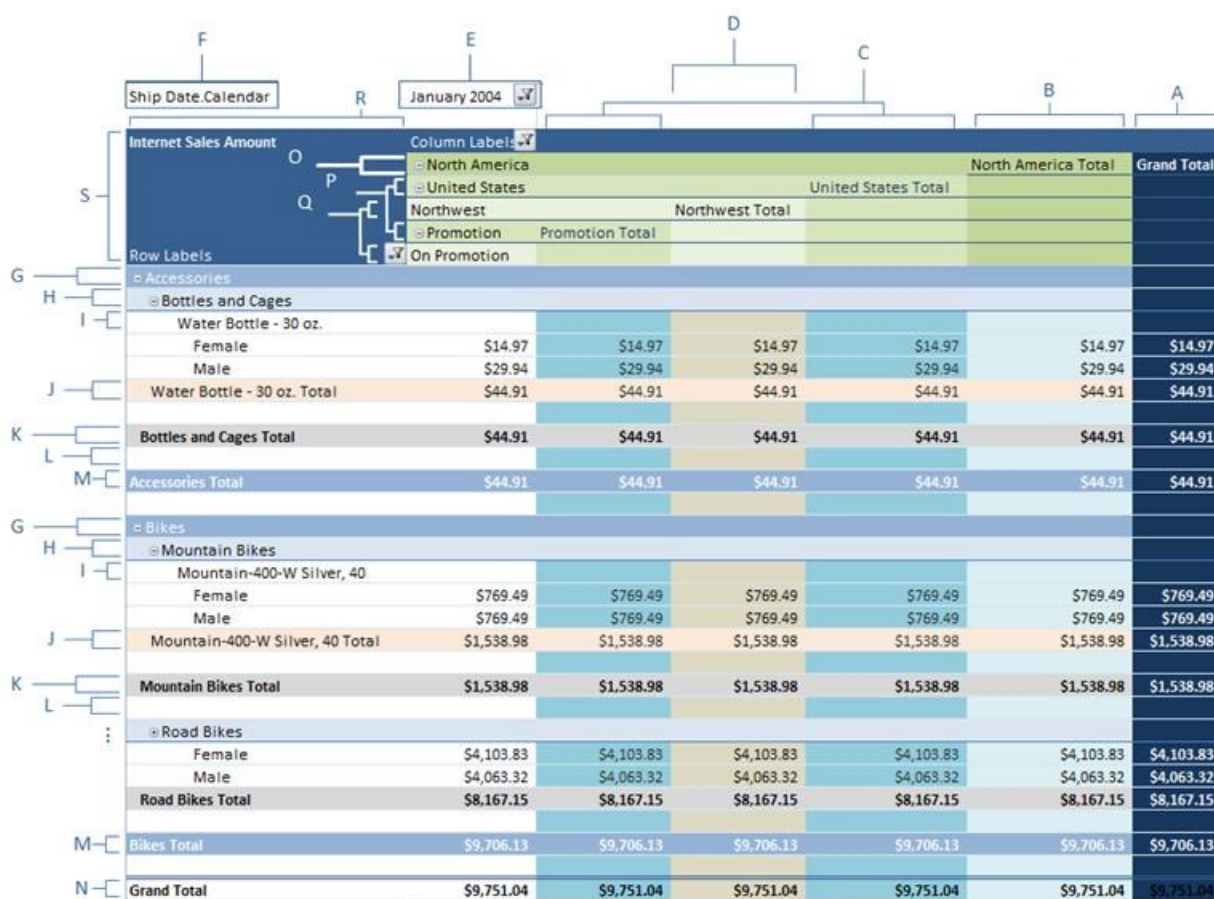 D
F E C
Ship Date.Calendar R January 2004 B A
Internet Sales Amount Column Labels
O North America North America Total Grand Total
P United States United States Total
S Q Northwest Northwest Total
Promotion Promotion Total
Row Labels On Promotion
G Accessories
H Bottles and Cages
I Water Bottle - 30 oz.
Female $14.97 $14.97 $14.97 $14.97 $14.97 $14.97
Male $29.94 $29.94 $29.94 $29.94 $29.94 $29.94
J Water Bottle - 30 oz. Total $44.91 $44.91 $44.91 $44.91 $44.91 $44.91
K Bottles and Cages Total $44.91 $44.91 $44.91 $44.91 $44.91 $44.91
L
M Accessories Total $44.91 $44.91 $44.91 $44.91 $44.91 $44.91
G Bikes
H Mountain Bikes
I Mountain-400-W Silver, 40
Female $769.49 $769.49 $769.49 $769.49 $769.49 $769.49
Male $769.49 $769.49 $769.49 $769.49 $769.49 $769.49
J Mountain-400-W Silver, 40 Total $1,538.98 $1,538.98 $1,538.98 $1,538.98 $1,538.98 $1,538.98
K Mountain Bikes Total $1,538.98 $1,538.98 $1,538.98 $1,538.98 $1,538.98 $1,538.98
L
Road Bikes
Female $4,103.83 $4,103.83 $4,103.83 $4,103.83 $4,103.83 $4,103.83
Male $4,063.32 $4,063.32 $4,063.32 $4,063.32 $4,063.32 $4,063.32
Road Bikes Total $8,167.15 $8,167.15 $8,167.15 $8,167.15 $8,167.15 $8,167.15
M Bikes Total $9,706.13 $9,706.13 $9,706.13 $9,706.13 $9,706.13 $9,706.13
N Grand Total $9,751.04 $9,751.04 $9,751.04 $9,751.04 $9,751.04 $9,751.04